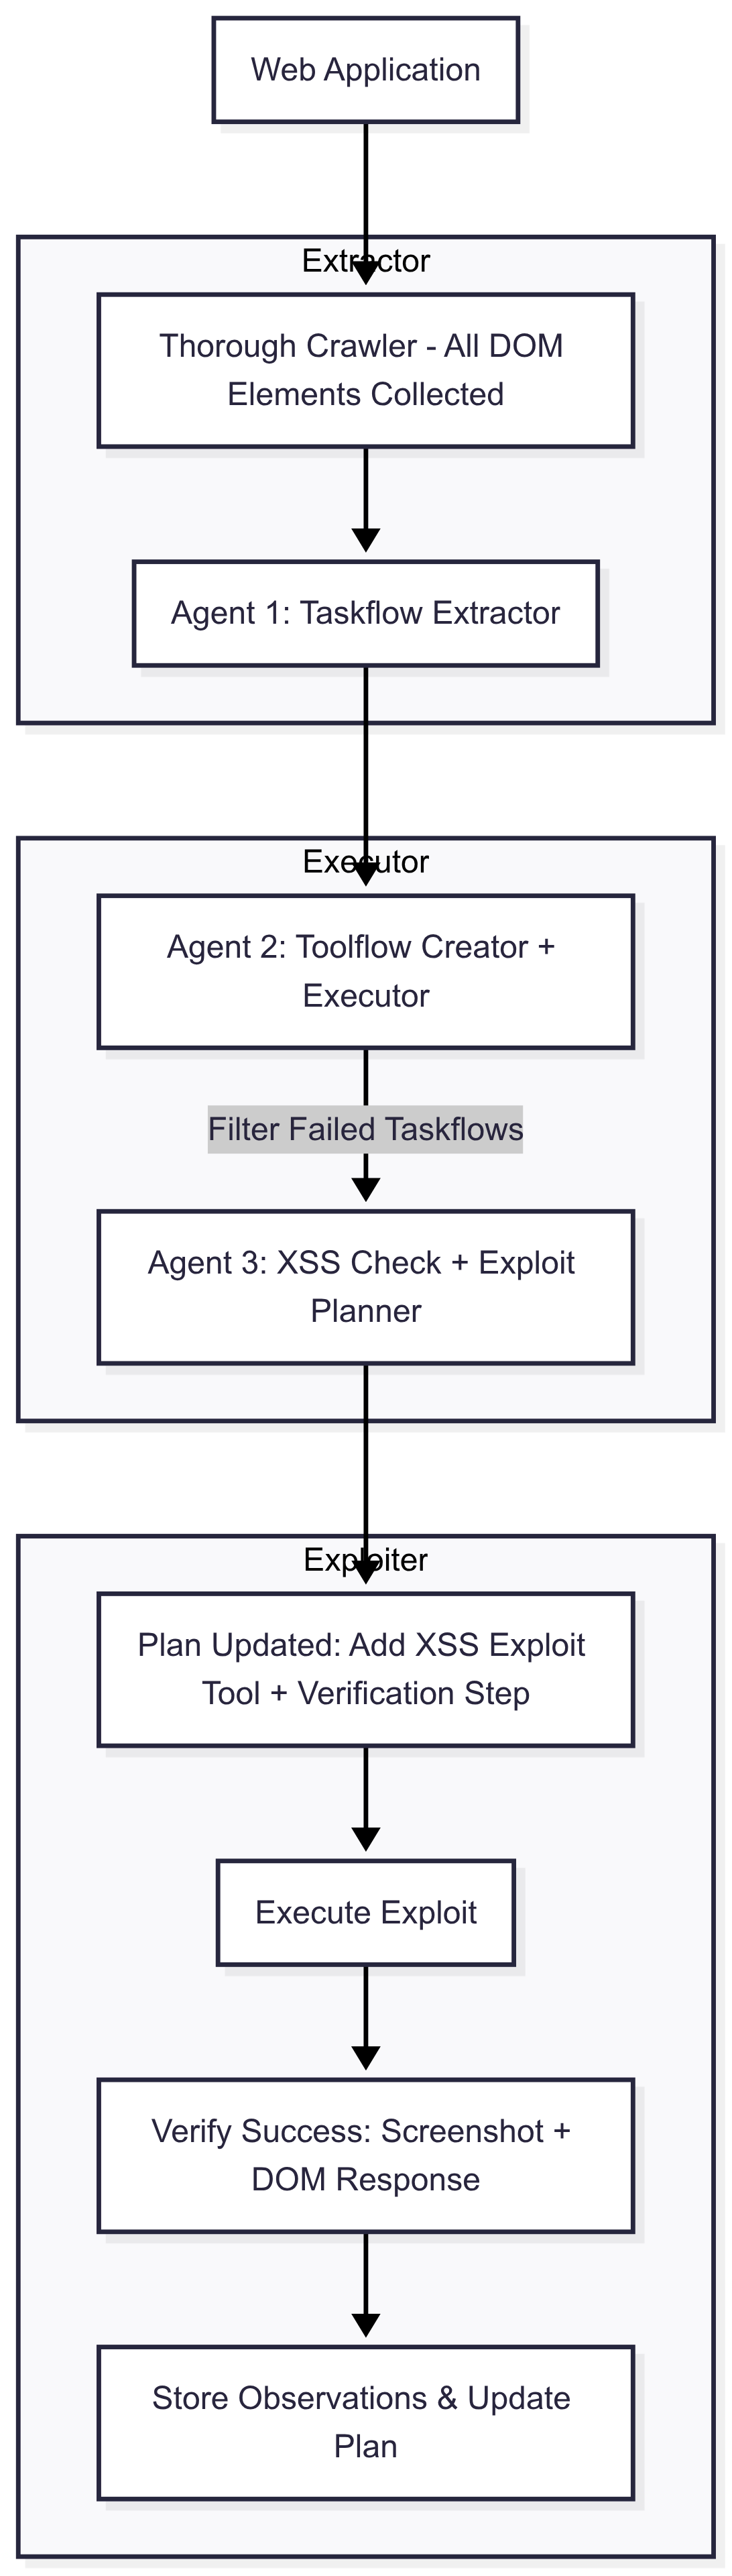 Web Application
Extractor
Thorough Crawler - All DOM
Elements Collected
Agent 1: Taskflow Extractor
Executor
Agent 2: Toolflow Creator +
Executor
Filter Failed Taskflows
Agent 3: XSS Check + Exploit
Planner
Exploiter
Plan Updated: Add XSS Exploit
Tool + Verification Step
Execute Exploit
Verify Success: Screenshot +
DOM Response
Store Observations & Update
Plan